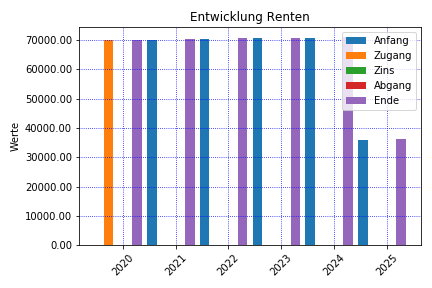 Entwicklung Renten
Werte
70000.00
60000.00
50000.00
40000.00
30000.00
20000.00
10000.00
0.00
Anfang
Zugang
Zins
Abgang
Ende
2020
2021
2022
2023
2024
2025